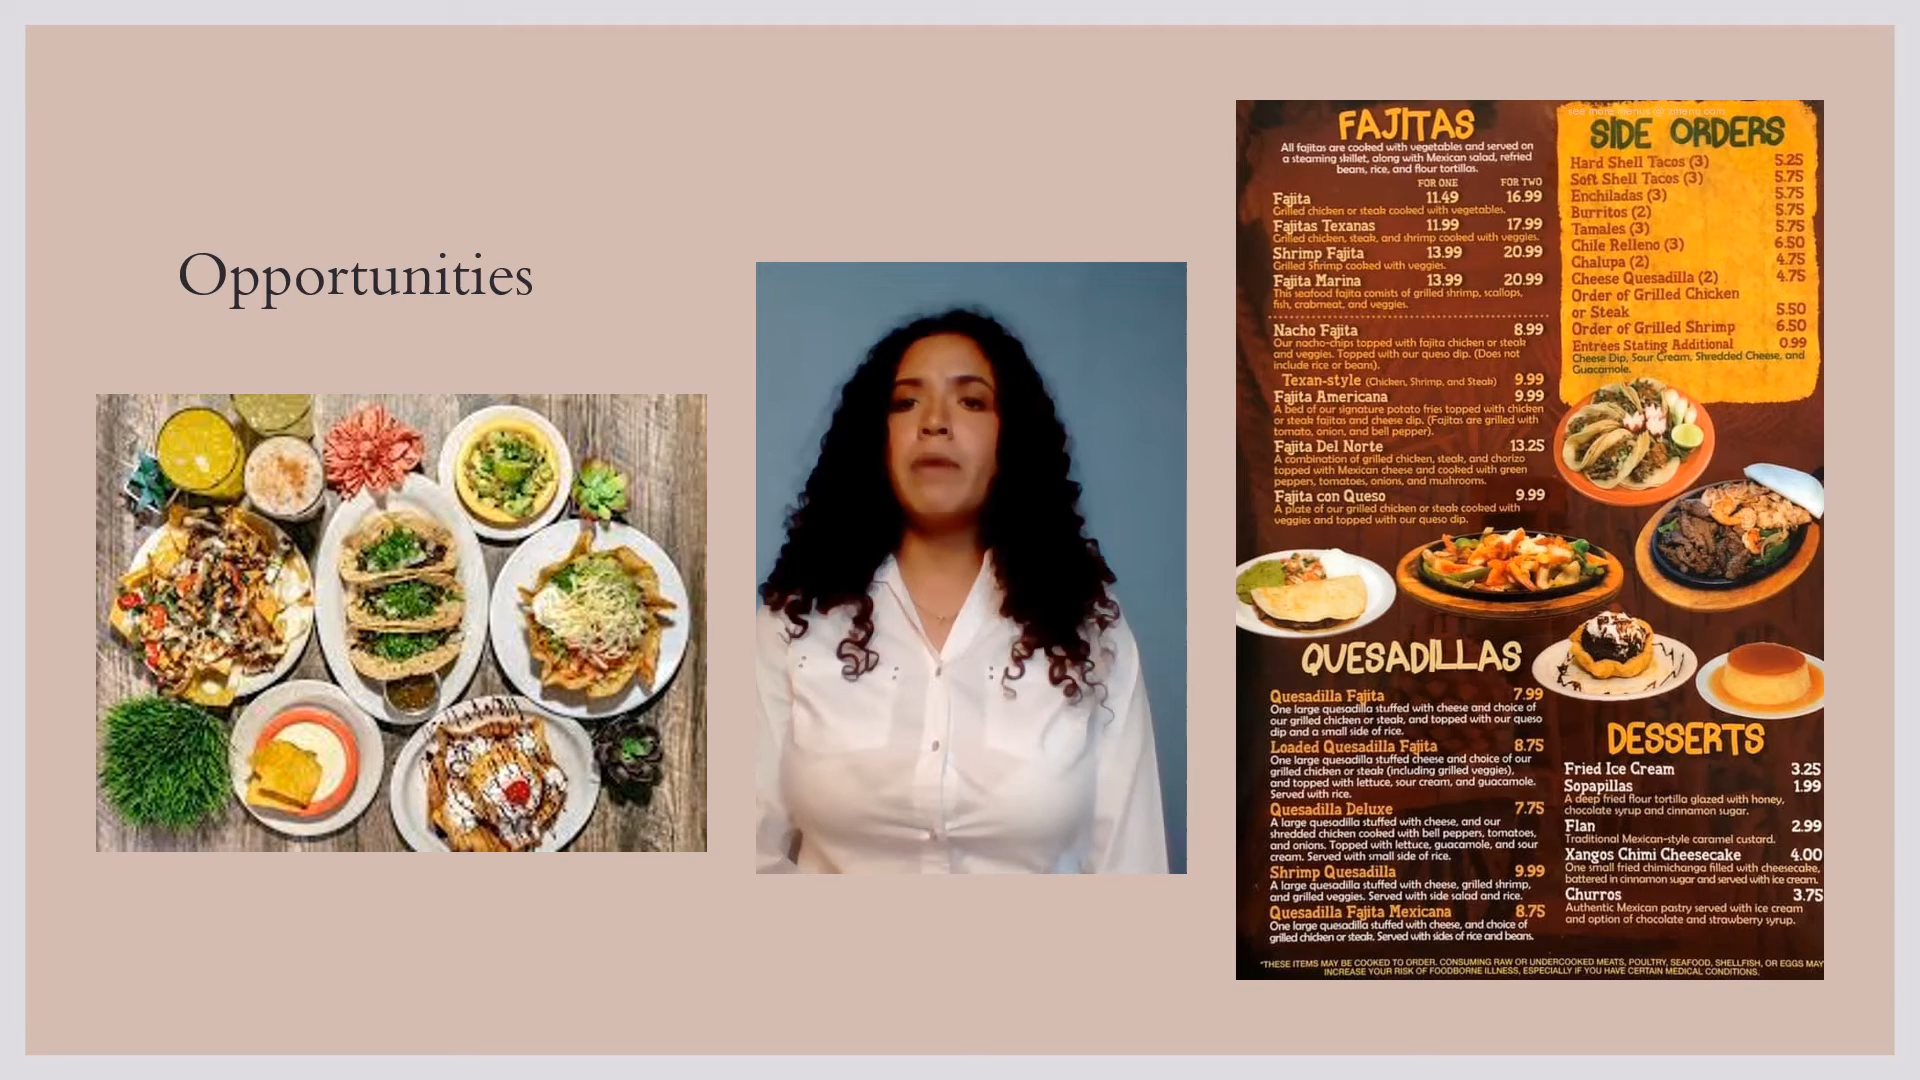 Opportunities
FAJITAS
All fajitas are cooked with vegetables and served on
a steaming skillet, along with Mexican salad, refried
beans, rice, and flour tortillas.
FOR ONE FOR TWO
Fajita 11.49 16.99
Grilled chicken or steak cooked with vegetables.
Fajitas Texanas 11.99 17.99
Grilled chicken, steak, and shrimp cooked with veggies.
Shrimp Fajita 13.99 20.99
Grilled Shrimp cooked with veggies.
Fajita Marina 13.99 20.99
This seafood fajita consists of grilled shrimp, scallops,
fish, crabmeat, and veggies.
Nacho Fajita 8.99
Our nacho-chips topped with fajita chicken or steak
and veggies. Topped with our queso dip. (Does not
include rice or beans).
Texan-style (Chicken, Shrimp, and Steak) 9.99
Fajita Americana 9.99
A bed of our signature potato fries topped with chicken
or steak fajitas and cheese dip. (Fajitas are grilled with
tomato, onion, and bell pepper).
Fajita Del Norte 13.25
A combination of grilled chicken, steak, and chorizo
topped with Mexican cheese and cooked with green
peppers, tomatoes, onions, and mushrooms.
Fajita con Queso 9.99
A plate of our grilled chicken or steak cooked with
veggies and topped with our queso dip.
QUESADILLAS
Quesadilla Fajita 7.99
One large quesadilla stuffed with cheese and choice of
our grilled chicken or steak, and topped with our queso
dip and a small side of rice.
Loaded Quesadilla Fajita 8.75
One large quesadilla stuffed cheese and choice of our
grilled chicken or steak (including grilled veggies),
and topped with lettuce, sour cream, and guacamole.
Served with rice.
Quesadilla Deluxe 7.75
A large quesadilla stuffed with cheese, and our
shredded chicken cooked with bell peppers, tomatoes,
and onions. Topped with lettuce, guacamole, and sour
cream. Served with small side of rice.
Shrimp Quesadilla 9.99
A large quesadilla stuffed with cheese, grilled shrimp,
and grilled veggies. Served with side salad and rice.
Quesadilla Fajita Mexicana 8.75
One large quesadilla stuffed with cheese, and choice of
grilled chicken or steak. Served with sides of rice and beans.
see more menus @ zmenu.com
SIDE ORDERS
Hard Shell Tacos (3) 5.25
Soft Shell Tacos (3) 5.75
Enchiladas (3) 5.75
Burritos (2) 5.75
Tamales (3) 5.75
Chile Relleno (3) 6.50
Chalupa (2) 4.75
Cheese Quesadilla (2) 4.75
Order of Grilled Chicken
or Steak 5.50
Order of Grilled Shrimp 6.50
Entrées Stating Additional 0.99
Cheese Dip, Sour Cream, Shredded Cheese, and
Guacamole.
DESSERTS
Fried Ice Cream 3.25
Sopapillas 1.99
A deep fried flour tortilla glazed with honey,
chocolate syrup and cinnamon sugar.
Flan 2.99
Traditional Mexican-style caramel custard.
Xangos Chimi Cheesecake 4.00
One small fried chimichanga filled with cheesecake,
battered in cinnamon sugar and served with ice cream.
Churros 3.75
Authentic Mexican pastry served with ice cream
and option of chocolate and strawberry syrup.
*THESE ITEMS MAY BE COOKED TO ORDER. CONSUMING RAW OR UNDERCOOKED MEATS, POULTRY, SEAFOOD, SHELLFISH, OR EGGS MAY
INCREASE YOUR RISK OF FOODBORNE ILLNESS, ESPECIALLY IF YOU HAVE CERTAIN MEDICAL CONDITIONS.